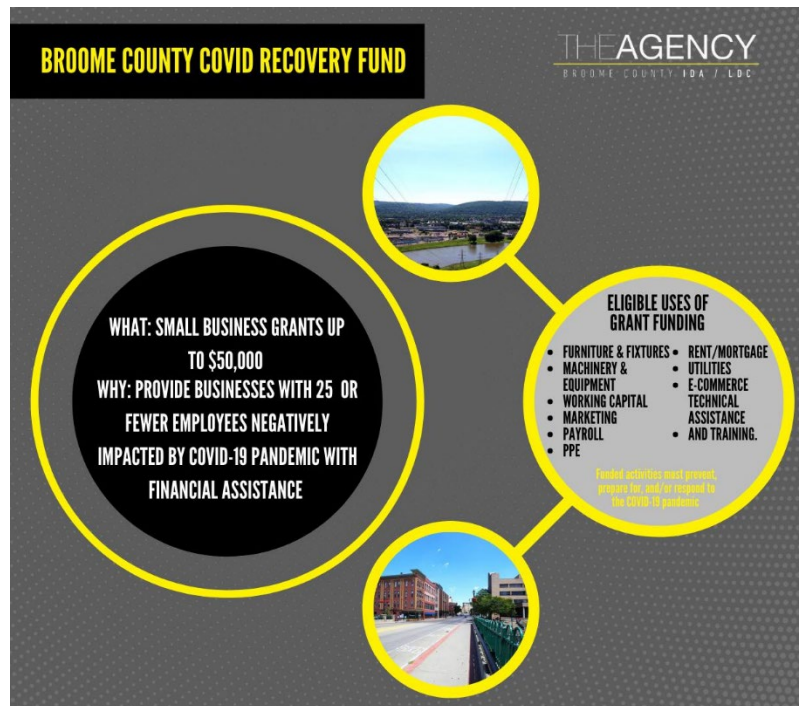 BROOME COUNTY COVID RECOVERY FUND
THEAGENCY
BROOME COUNTY IDA / LDC
WHAT: SMALL BUSINESS GRANTS UP
TO $50,000
WHY: PROVIDE BUSINESSES WITH 25 OR
FEWER EMPLOYEES NEGATIVELY
IMPACTED BY COVID-19 PANDEMIC WITH
FINANCIAL ASSISTANCE
ELIGIBLE USES OF
GRANT FUNDING
• FURNITURE & FIXTURES
• MACHINERY &
EQUIPMENT
• WORKING CAPITAL
• MARKETING
• PAYROLL
• PPE
• RENT/MORTGAGE
• UTILITIES
• E-COMMERCE
TECHNICAL
ASSISTANCE
• AND TRAINING.
Funded activities must prevent,
prepare for, and/or respond to
the COVID-19 pandemic